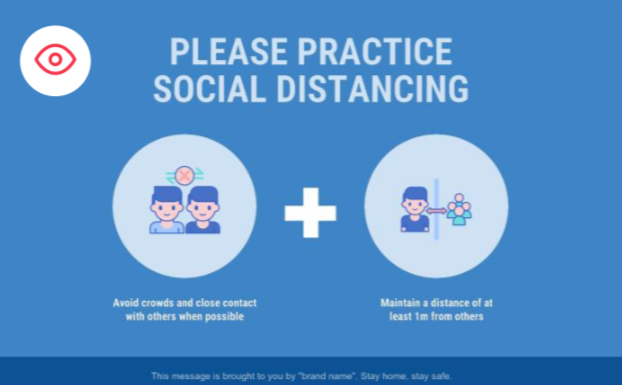 PLEASE PRACTICE
SOCIAL DISTANCING
Avoid crowds and close contact
with others when possible
Maintain a distance of at
least 1m from others
This message is brought to you by "brand name". Stay home, stay safe.